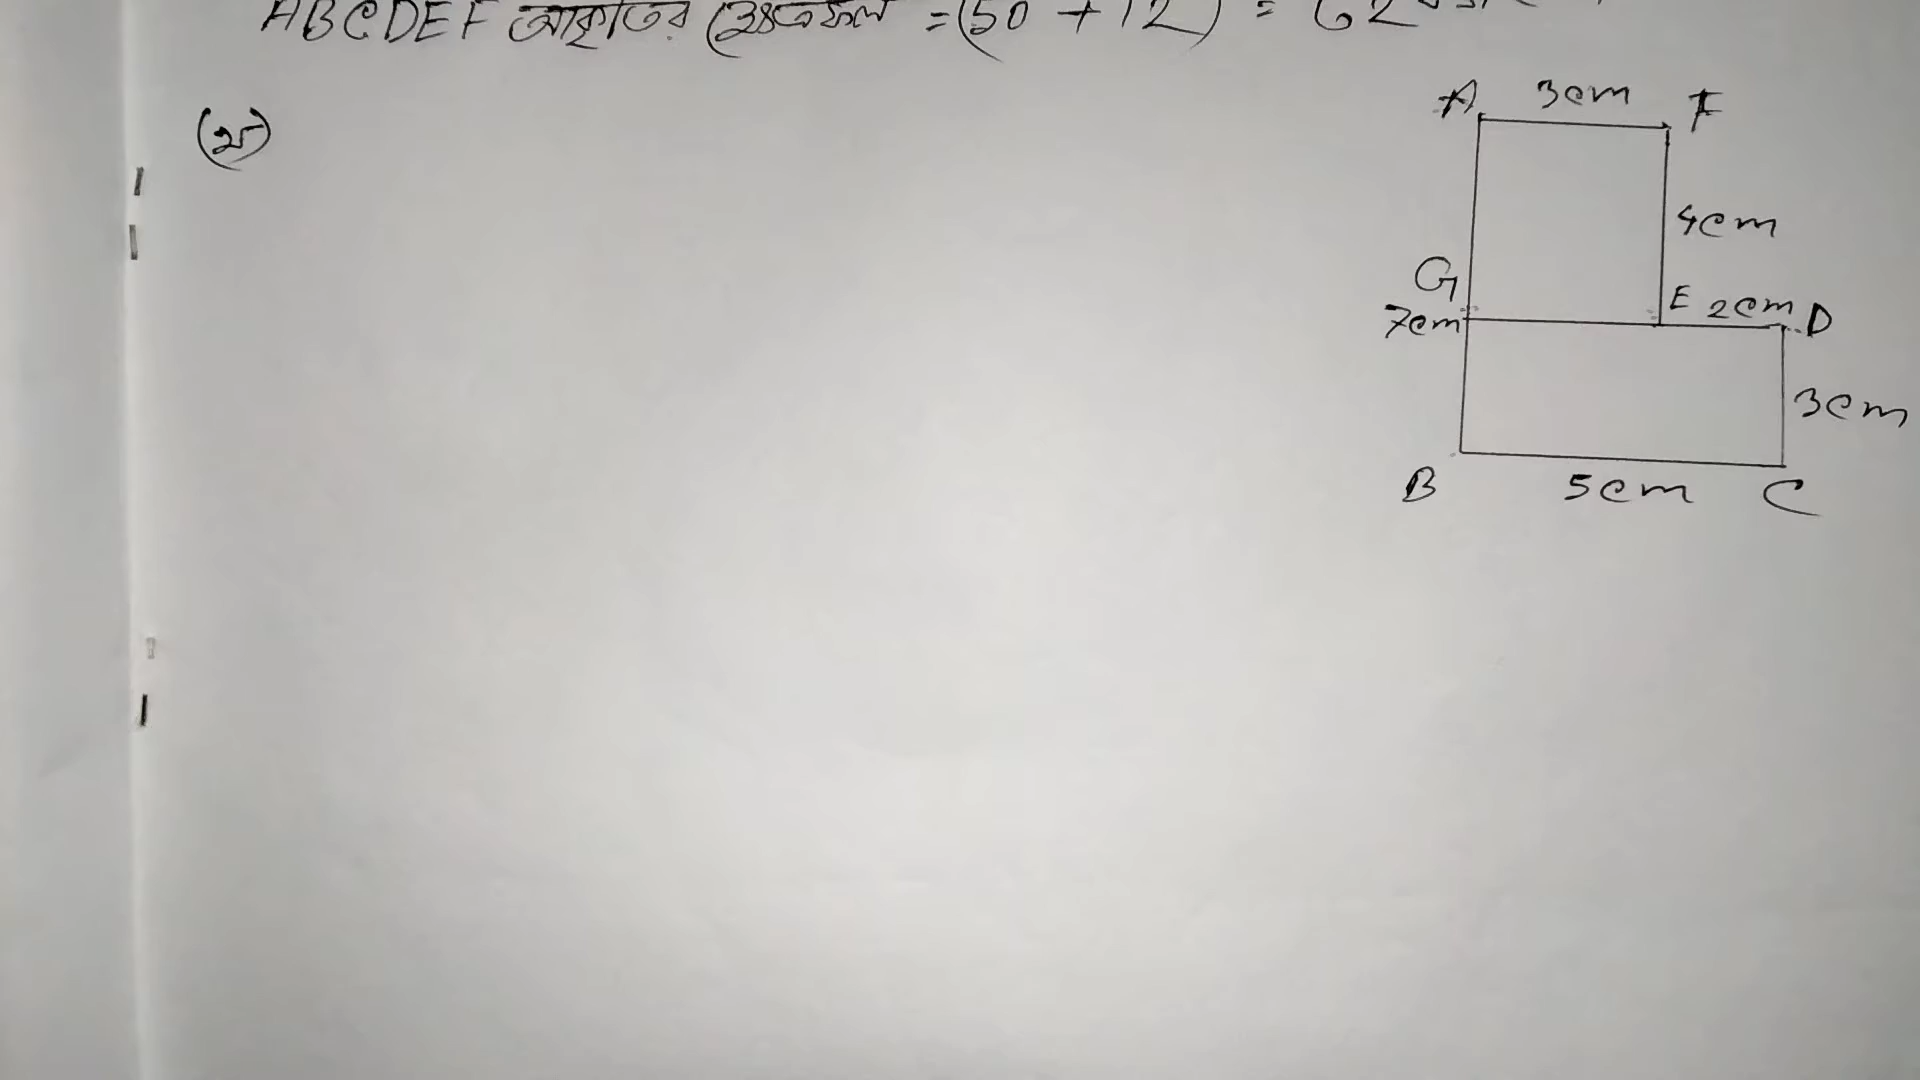 ABCDEF আকৃতির ক্ষেত্রফল = (50 + 12) = 62
(খ)
A 3cm F
4cm
G
E 2cm D
7cm
3cm
B 5cm C